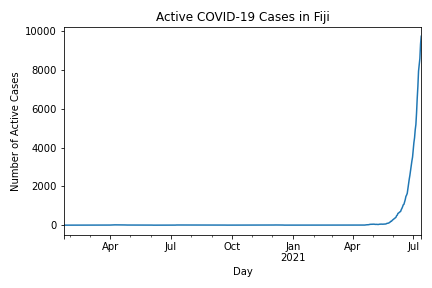 Active COVID-19 Cases in Fiji
Number of Active Cases
10000
8000
6000
4000
2000
0
Apr
Jul
Oct
Jan
2021
Apr
Jul
Day